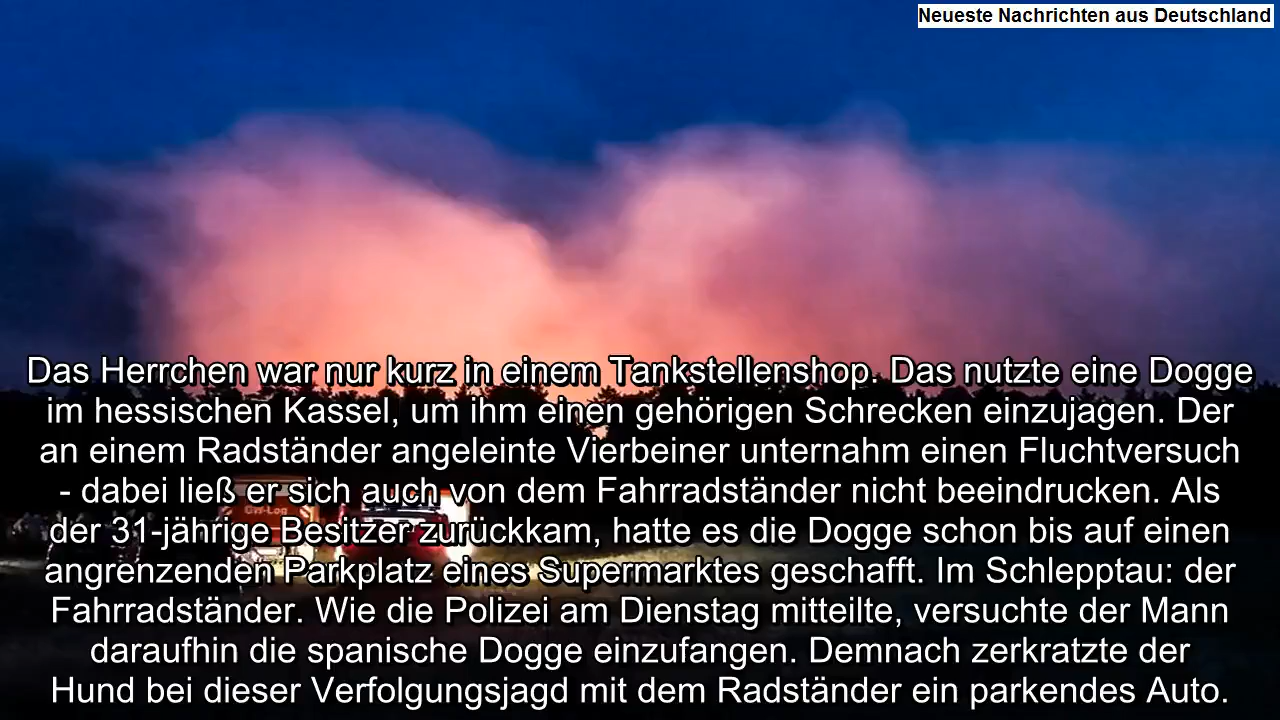 Neueste Nachrichten aus Deutschland
Das Herrchen war nur kurz in einem Tankstellenshop. Das nutzte eine Dogge
im hessischen Kassel, um ihm einen gehörigen Schrecken einzujagen. Der
an einem Radständer angeleinte Vierbeiner unternahm einen Fluchtversuch
- dabei ließ er sich auch von dem Fahrradständer nicht beeindrucken. Als
der 31-jährige Besitzer zurückkam, hatte es die Dogge schon bis auf einen
angrenzenden Parkplatz eines Supermarktes geschafft. Im Schlepptau: der
Fahrradständer. Wie die Polizei am Dienstag mitteilte, versuchte der Mann
daraufhin die spanische Dogge einzufangen. Demnach zerkratzte der
Hund bei dieser Verfolgungsjagd mit dem Radständer ein parkendes Auto.